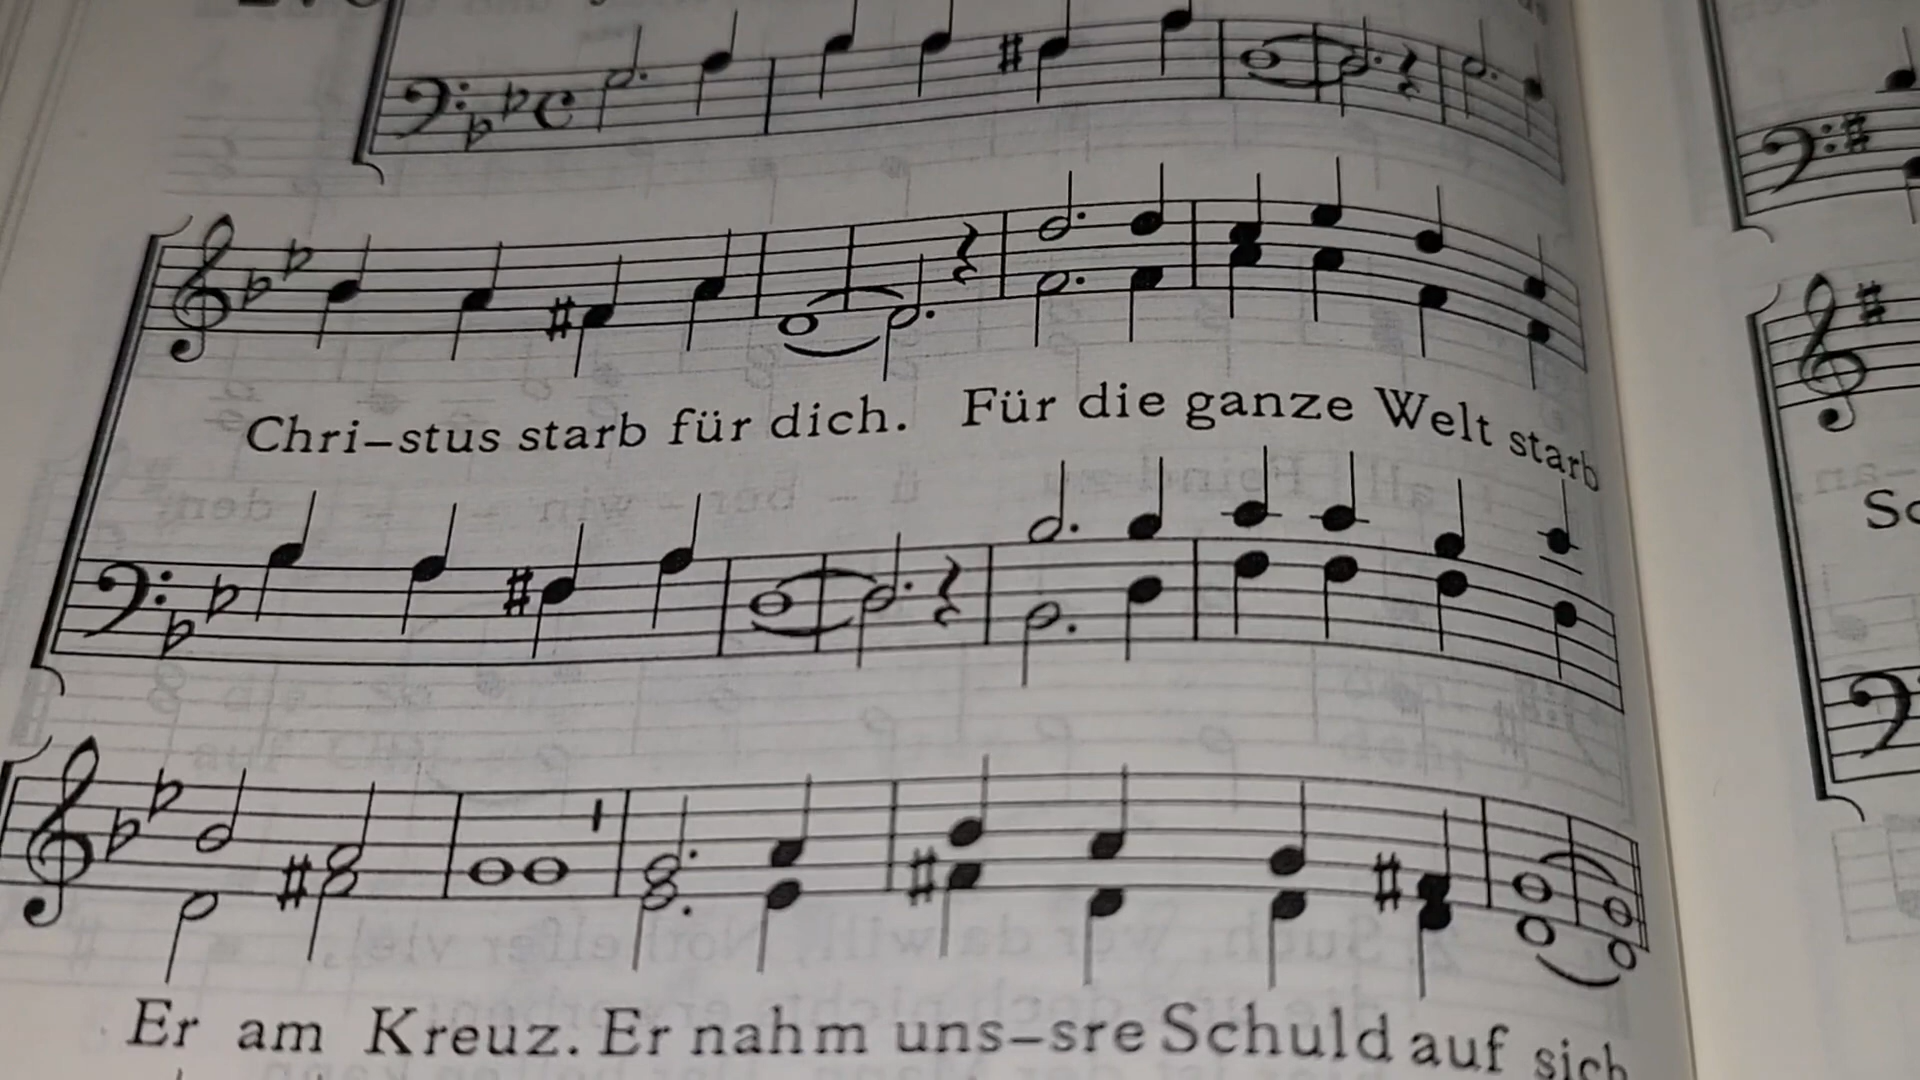 Chri–stus starb für dich. Für die ganze Welt starb
Er am Kreuz. Er nahm uns–sre Schuld auf sich